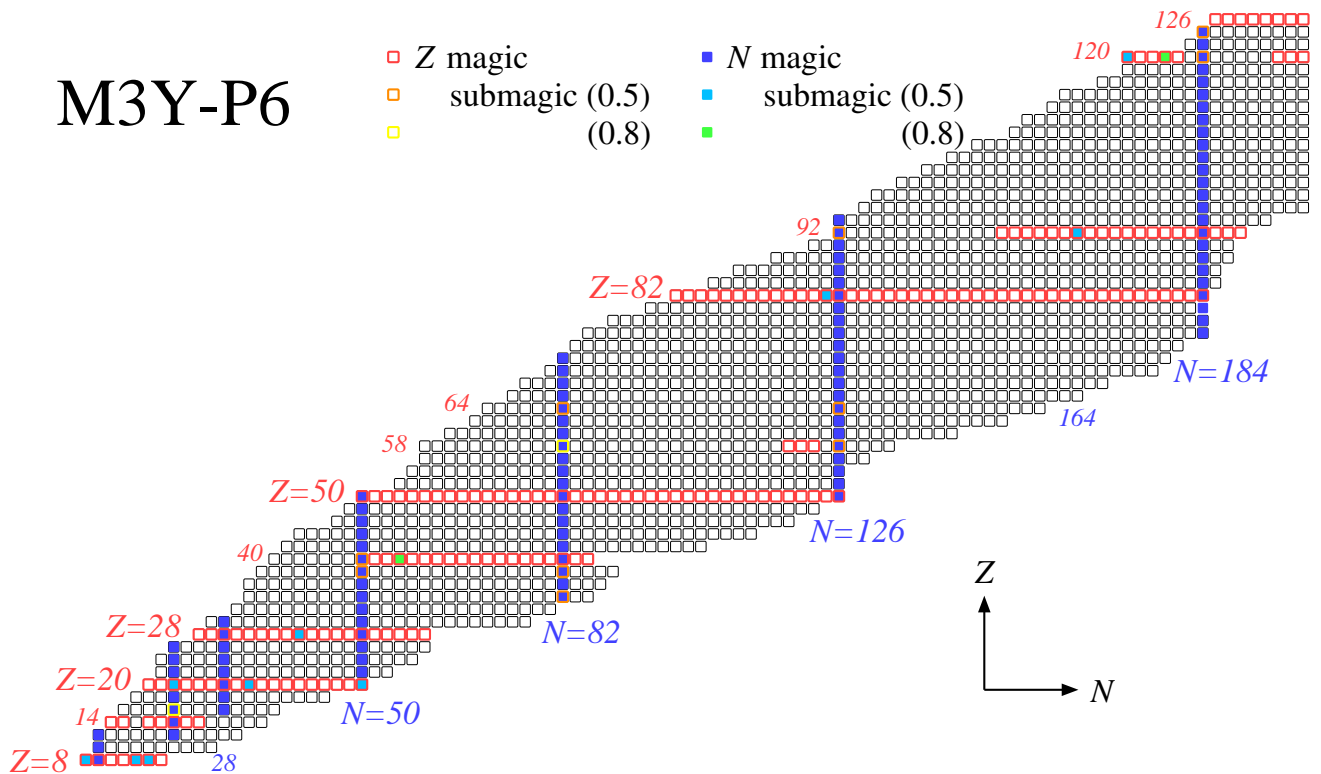 M3Y-P6
Z magic
submagic (0.5)
(0.8)
N magic
submagic (0.5)
(0.8)
126
120
92
Z=82
N=184
64
164
58
Z=50
N=126
40
Z
Z=28
N=82
Z=20
N
14
N=50
Z=8
28